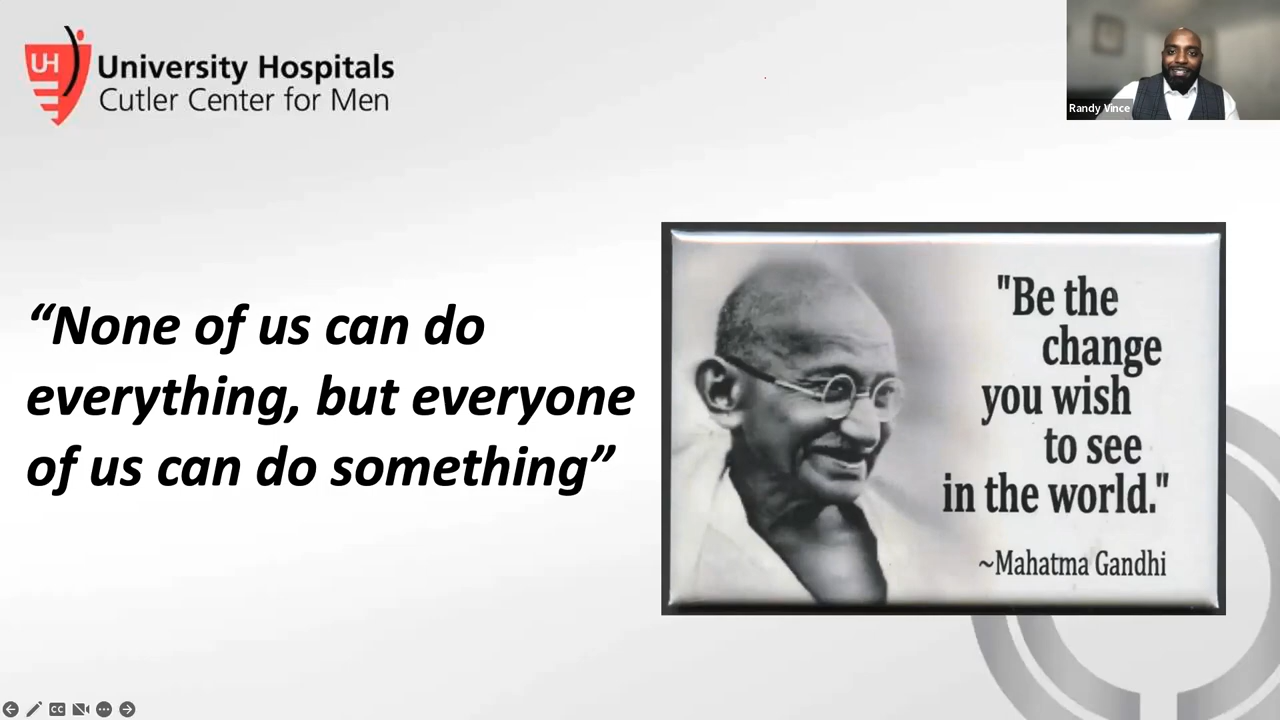 UH
University Hospitals
Cutler Center for Men
Randy Vince
“None of us can do
everything, but everyone
of us can do something”
"Be the
change
you wish
to see
in the world."
~Mahatma Gandhi
CC